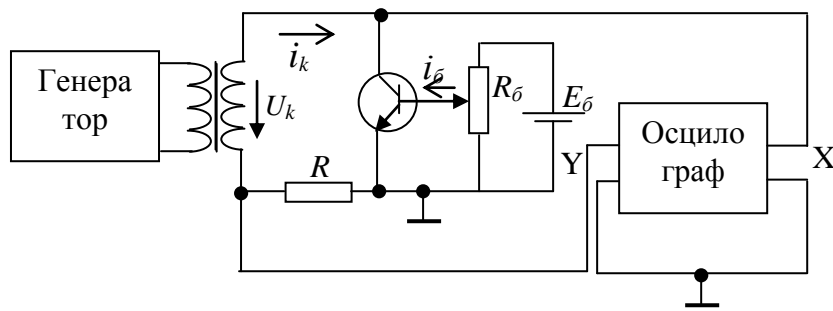 Генера
тор
i_k
U_k
i_б
R_б
E_б
R
Y
Осцило
граф
X